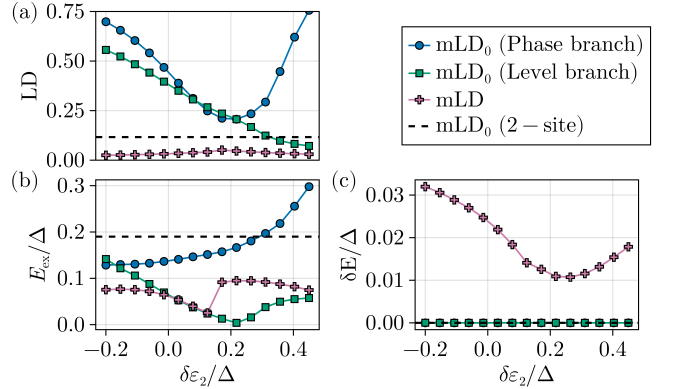 (a)
LD
0.75
0.50
0.25
0.00
mLD₀ (Phase branch)
mLD₀ (Level branch)
mLD
mLD₀ (2 − site)
(b)
E_ex/Δ
0.3
0.2
0.1
0.0
−0.2 0.0 0.2 0.4
δε₂/Δ
(c)
δE/Δ
0.03
0.02
0.01
0.00
−0.2 0.0 0.2 0.4
δε₂/Δ